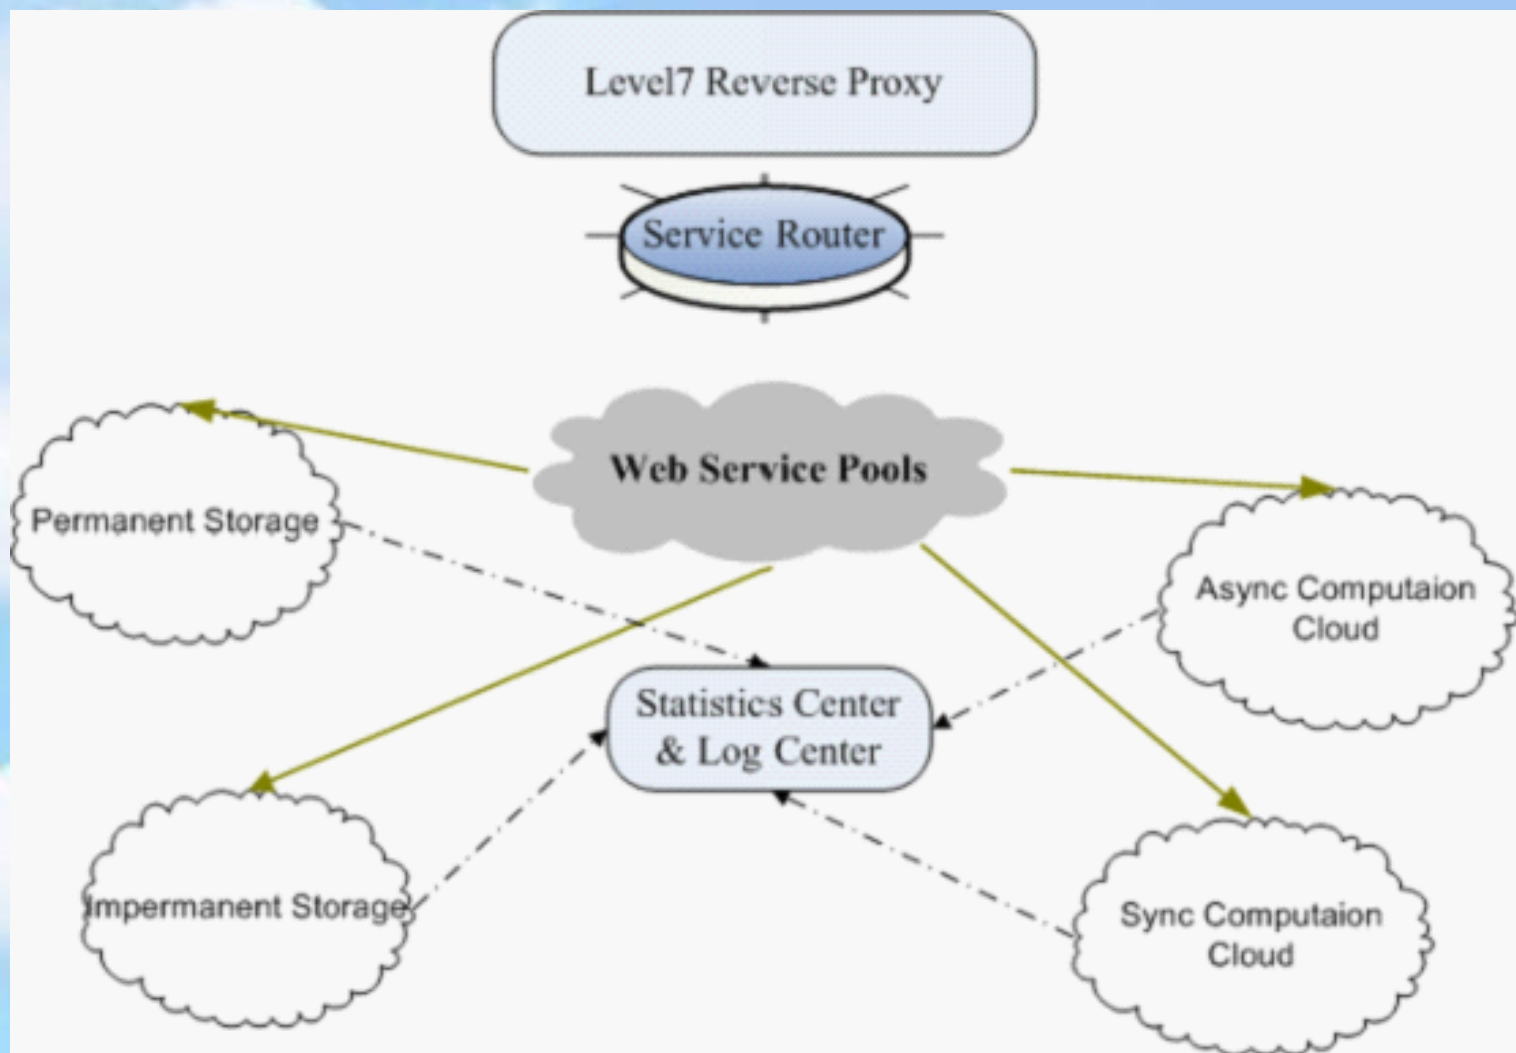 Level7 Reverse Proxy
Service Router
Web Service Pools
Permanent Storage
Async Computaion
Cloud
Statistics Center
& Log Center
Impermanent Storage
Sync Computaion
Cloud